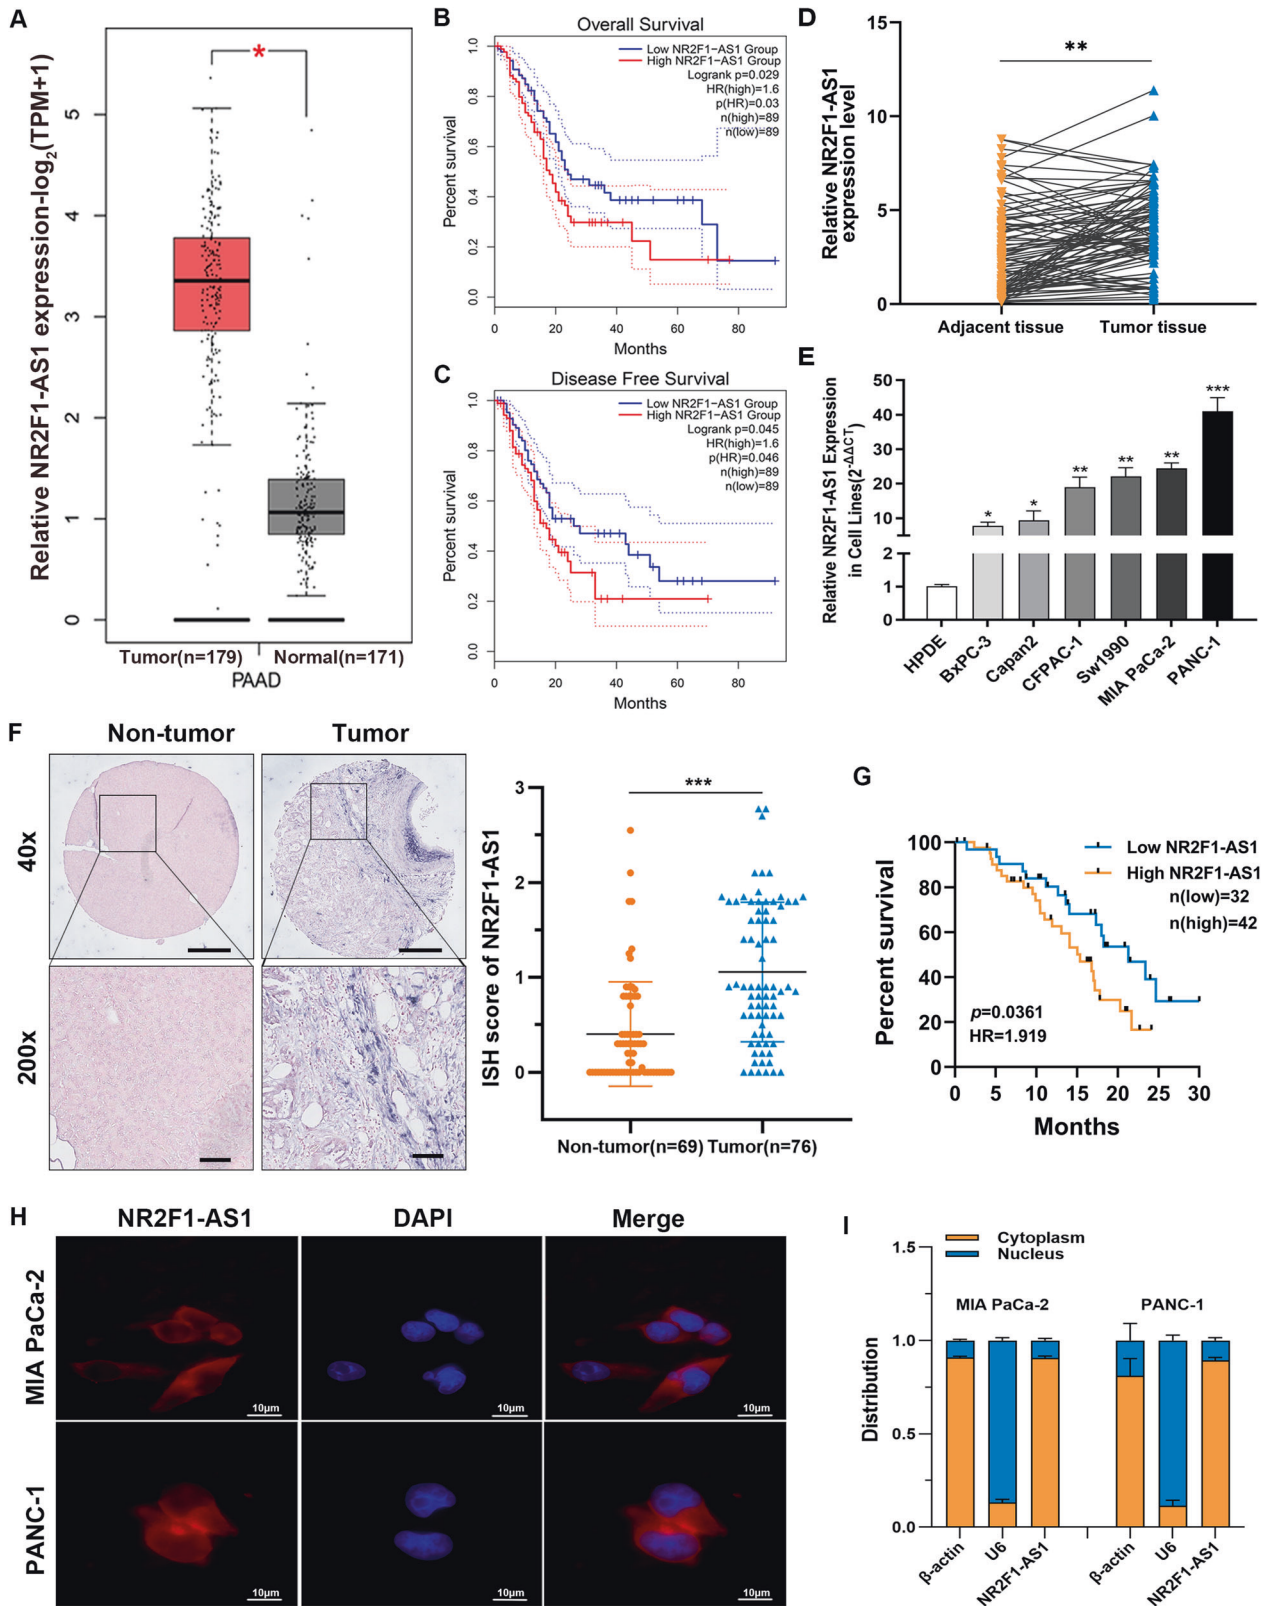 A
Relative NR2F1-AS1 expression-log2(TPM+1)
5
4
3
2
1
0
*
Tumor(n=179)
Normal(n=171)
PAAD
B
Overall Survival
Low NR2F1−AS1 Group
High NR2F1−AS1 Group
Logrank p=0.029
HR(high)=1.6
p(HR)=0.03
n(high)=89
n(low)=89
Percent survival
1.0
0.8
0.6
0.4
0.2
0.0
0 20 40 60 80
Months
C
Disease Free Survival
Low NR2F1−AS1 Group
High NR2F1−AS1 Group
Logrank p=0.045
HR(high)=1.6
p(HR)=0.046
n(high)=89
n(low)=89
Percent survival
1.0
0.8
0.6
0.4
0.2
0.0
0 20 40 60 80
Months
D
Relative NR2F1-AS1
expression level
15
10
5
0
**
Adjacent tissue
Tumor tissue
E
Relative NR2F1-AS1 Expression
in Cell Lines(2-ΔΔCT)
50
40
30
20
10
2
1
0
*
*
**
**
**
***
HPDE
BxPC-3
Capan2
CFPAC-1
Sw1990
MIA PaCa-2
PANC-1
F
Non-tumor
Tumor
40x
200x
ISH score of NR2F1-AS1
3
2
1
0
***
Non-tumor(n=69)
Tumor(n=76)
G
Low NR2F1-AS1
High NR2F1-AS1
n(low)=32
n(high)=42
Percent survival
100
80
60
40
20
0
p=0.0361
HR=1.919
0 5 10 15 20 25 30
Months
H
NR2F1-AS1
DAPI
Merge
MIA PaCa-2
10μm
10μm
10μm
PANC-1
10μm
10μm
10μm
I
Cytoplasm
Nucleus
Distribution
1.5
1.0
0.5
0.0
MIA PaCa-2
PANC-1
β-actin
U6
NR2F1-AS1
β-actin
U6
NR2F1-AS1